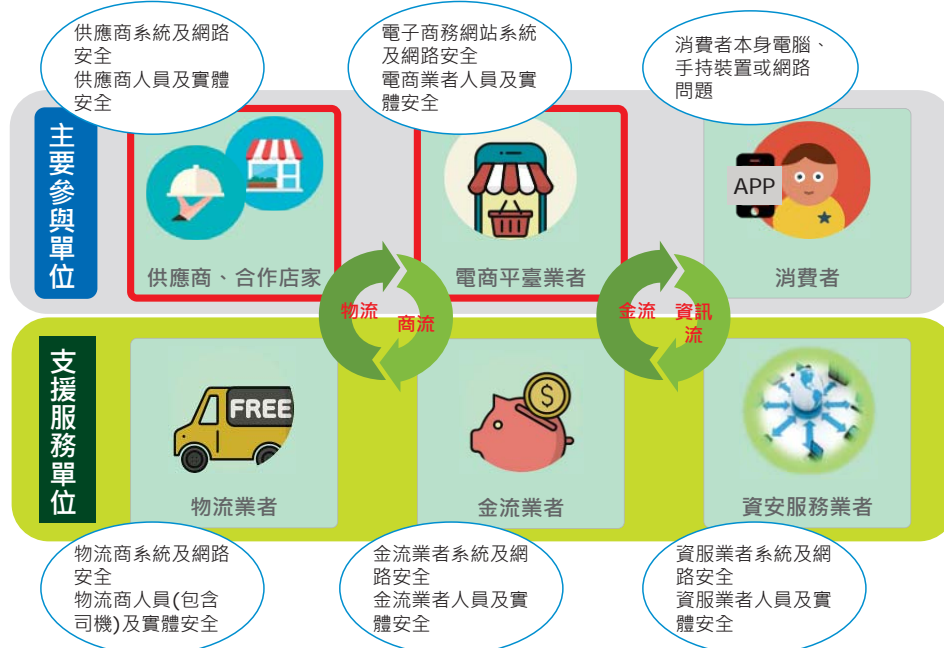 供應商系統及網路
安全
供應商人員及實體
安全
電子商務網站系統
及網路安全
電商業者人員及實
體安全
消費者本身電腦、
手持裝置或網路
問題
主要參與單位
APP
供應商、合作店家
電商平臺業者
消費者
物流
商流
金流
資訊
流
支援服務單位
FREE
$
物流業者
金流業者
資安服務業者
物流商系統及網路
安全
物流商人員(包含
司機)及實體安全
金流業者系統及網
路安全
金流業者人員及實
體安全
資服業者系統及網
路安全
資服業者人員及實
體安全